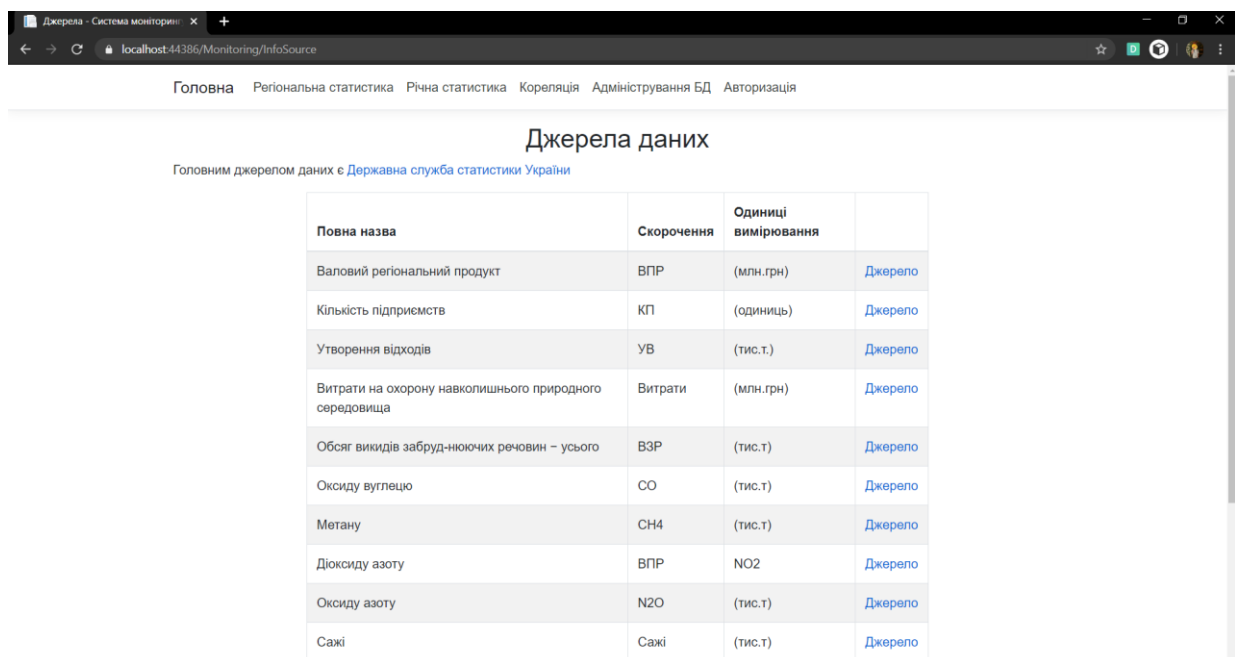 Джерела - Система моніторинг
localhost:44386/Monitoring/InfoSource
D
Головна Регіональна статистика Річна статистика Кореляція Адміністрування БД Авторизація
Джерела даних
Головним джерелом даних є Державна служба статистики України
Повна назва Скорочення Одиниці вимірювання
Валовий регіональний продукт ВПР (млн.грн) Джерело
Кількість підприємств КП (одиниць) Джерело
Утворення відходів УВ (тис.т.) Джерело
Витрати на охорону навколишнього природного Витрати (млн.грн) Джерело
середовища
Обсяг викидів забруд-нюючих речовин − усього ВЗР (тис.т) Джерело
Оксиду вуглецю CO (тис.т) Джерело
Метану CH4 (тис.т) Джерело
Діоксиду азоту ВПР NO2 Джерело
Оксиду азоту N2O (тис.т) Джерело
Сажі Сажі (тис.т) Джерело